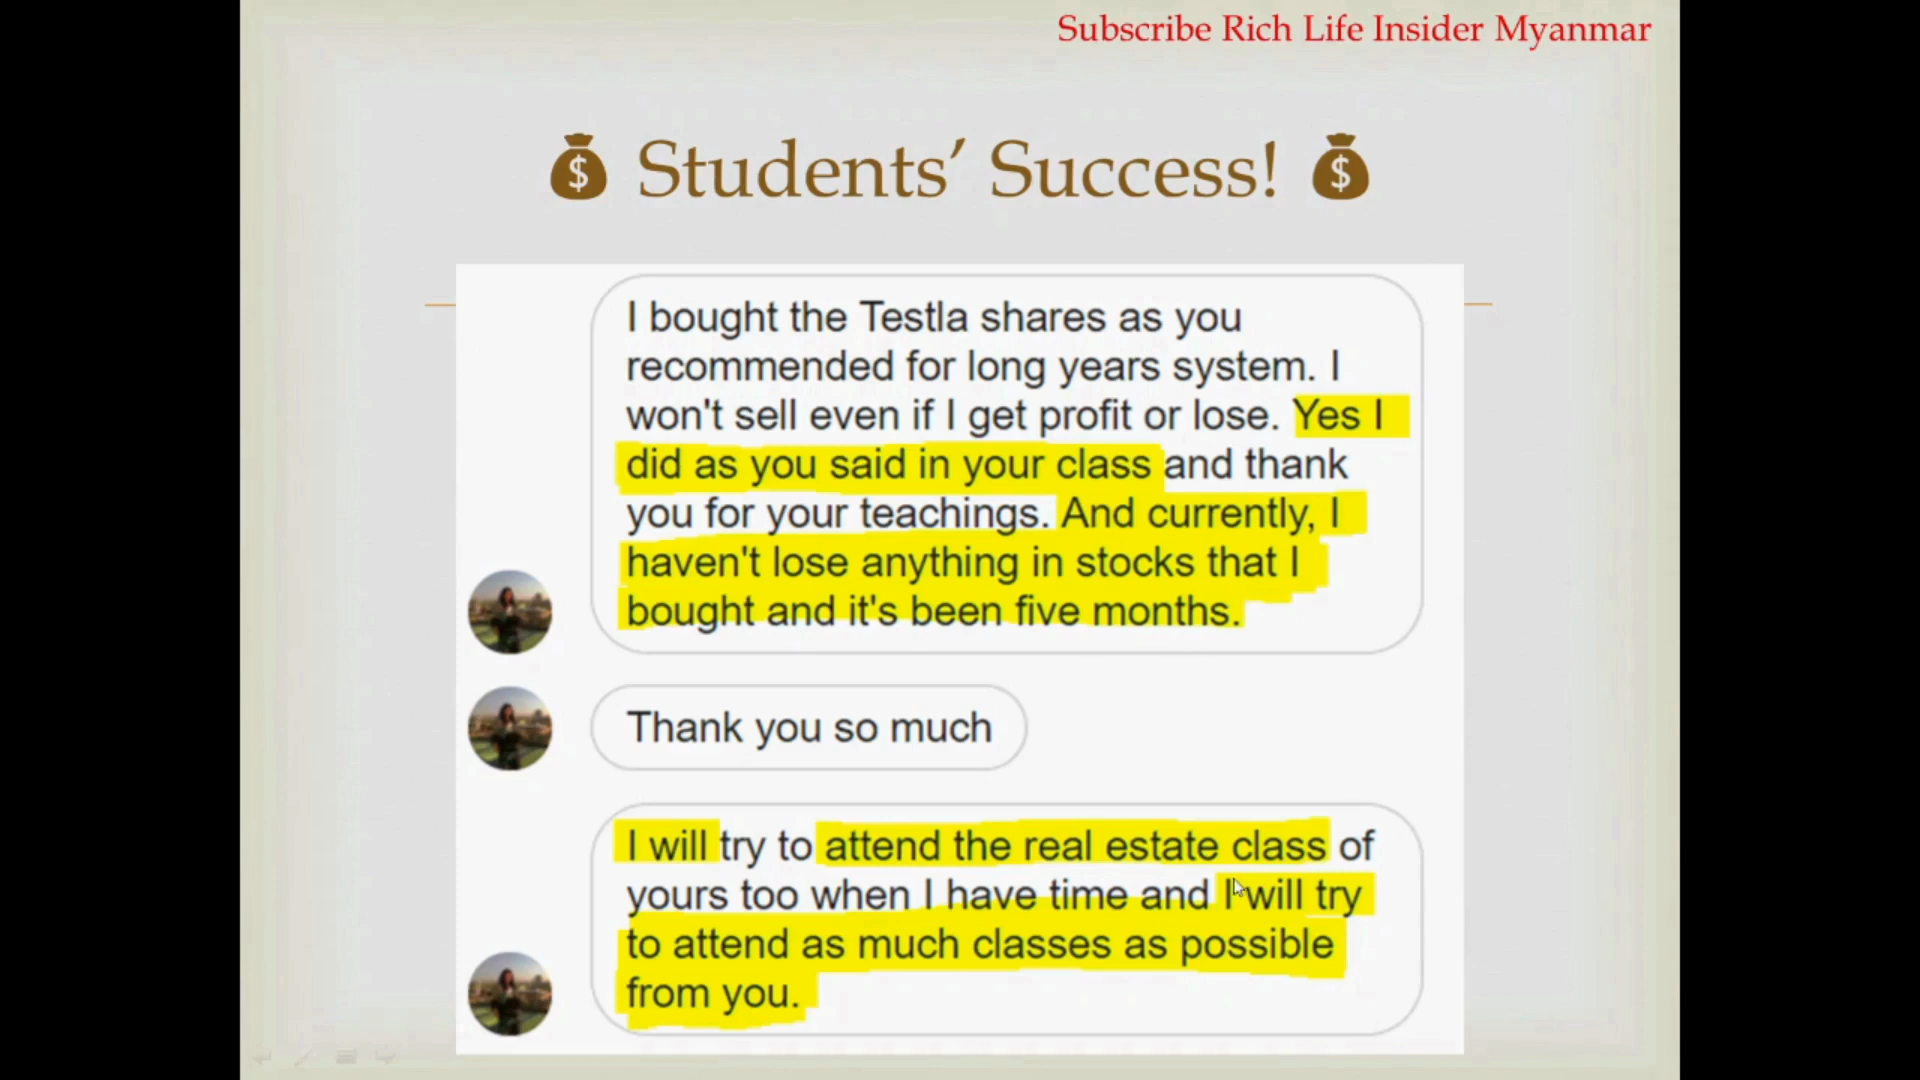 Subscribe Rich Life Insider Myanmar
Students’ Success!
I bought the Testla shares as you
recommended for long years system. I
won't sell even if I get profit or lose. Yes I
did as you said in your class and thank
you for your teachings. And currently, I
haven't lose anything in stocks that I
bought and it's been five months.
Thank you so much
I will try to attend the real estate class of
yours too when I have time and I will try
to attend as much classes as possible
from you.